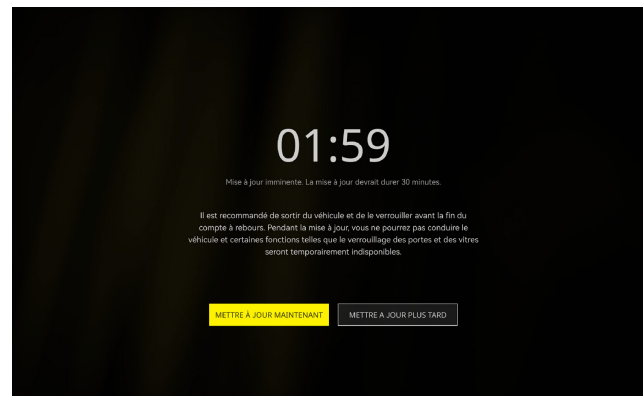 01:59
Mise à jour imminente. La mise à jour devrait durer 30 minutes.
Il est recommandé de sortir du véhicule et de le verrouiller avant la fin du
compte à rebours. Pendant la mise à jour, vous ne pourrez pas conduire le
véhicule et certaines fonctions telles que le verrouillage des portes et des vitres
seront temporairement indisponibles.
METTRE À JOUR MAINTENANT
METTRE A JOUR PLUS TARD